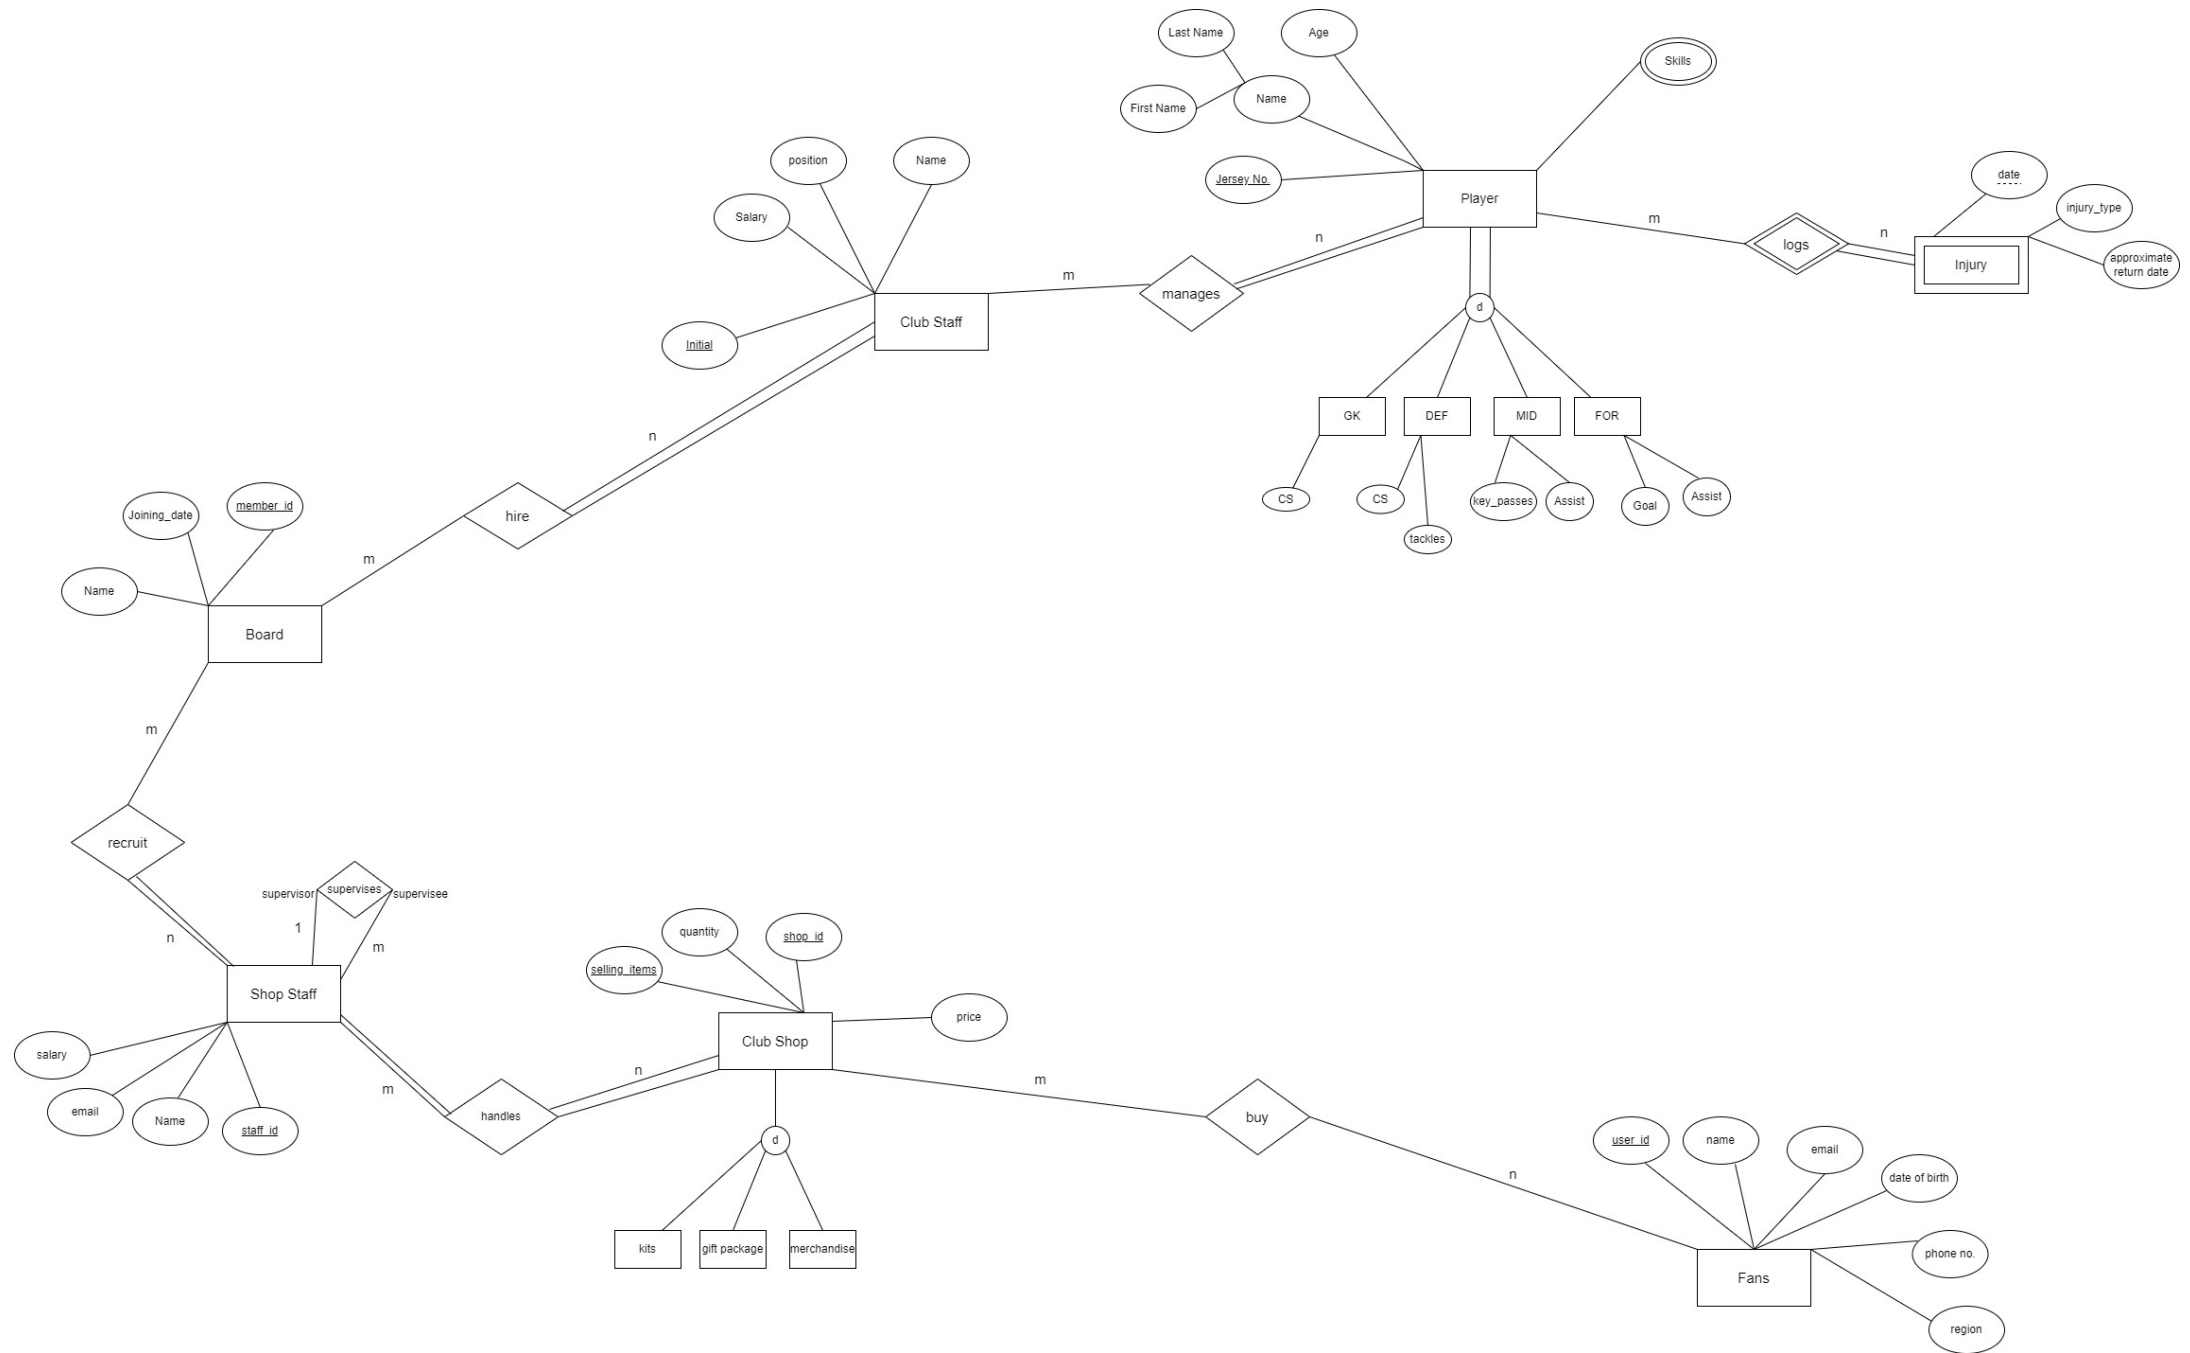 Last Name
Age
Skills
First Name
Name
Jersey No.
Player
position
Name
Salary
Initial
Club Staff
m
manages
n
m
logs
n
date
injury_type
approximate
return date
Injury
d
GK
DEF
MID
FOR
CS
CS
tackles
key_passes
Assist
Goal
Assist
n
hire
m
Joining_date
member_id
Name
Board
m
recruit
n
supervisor
supervises
supervisee
1
m
Shop Staff
salary
email
Name
staff_id
m
handles
n
selling_items
quantity
shop_id
price
Club Shop
d
kits
gift package
merchandise
m
buy
n
user_id
name
email
date of birth
phone no.
region
Fans